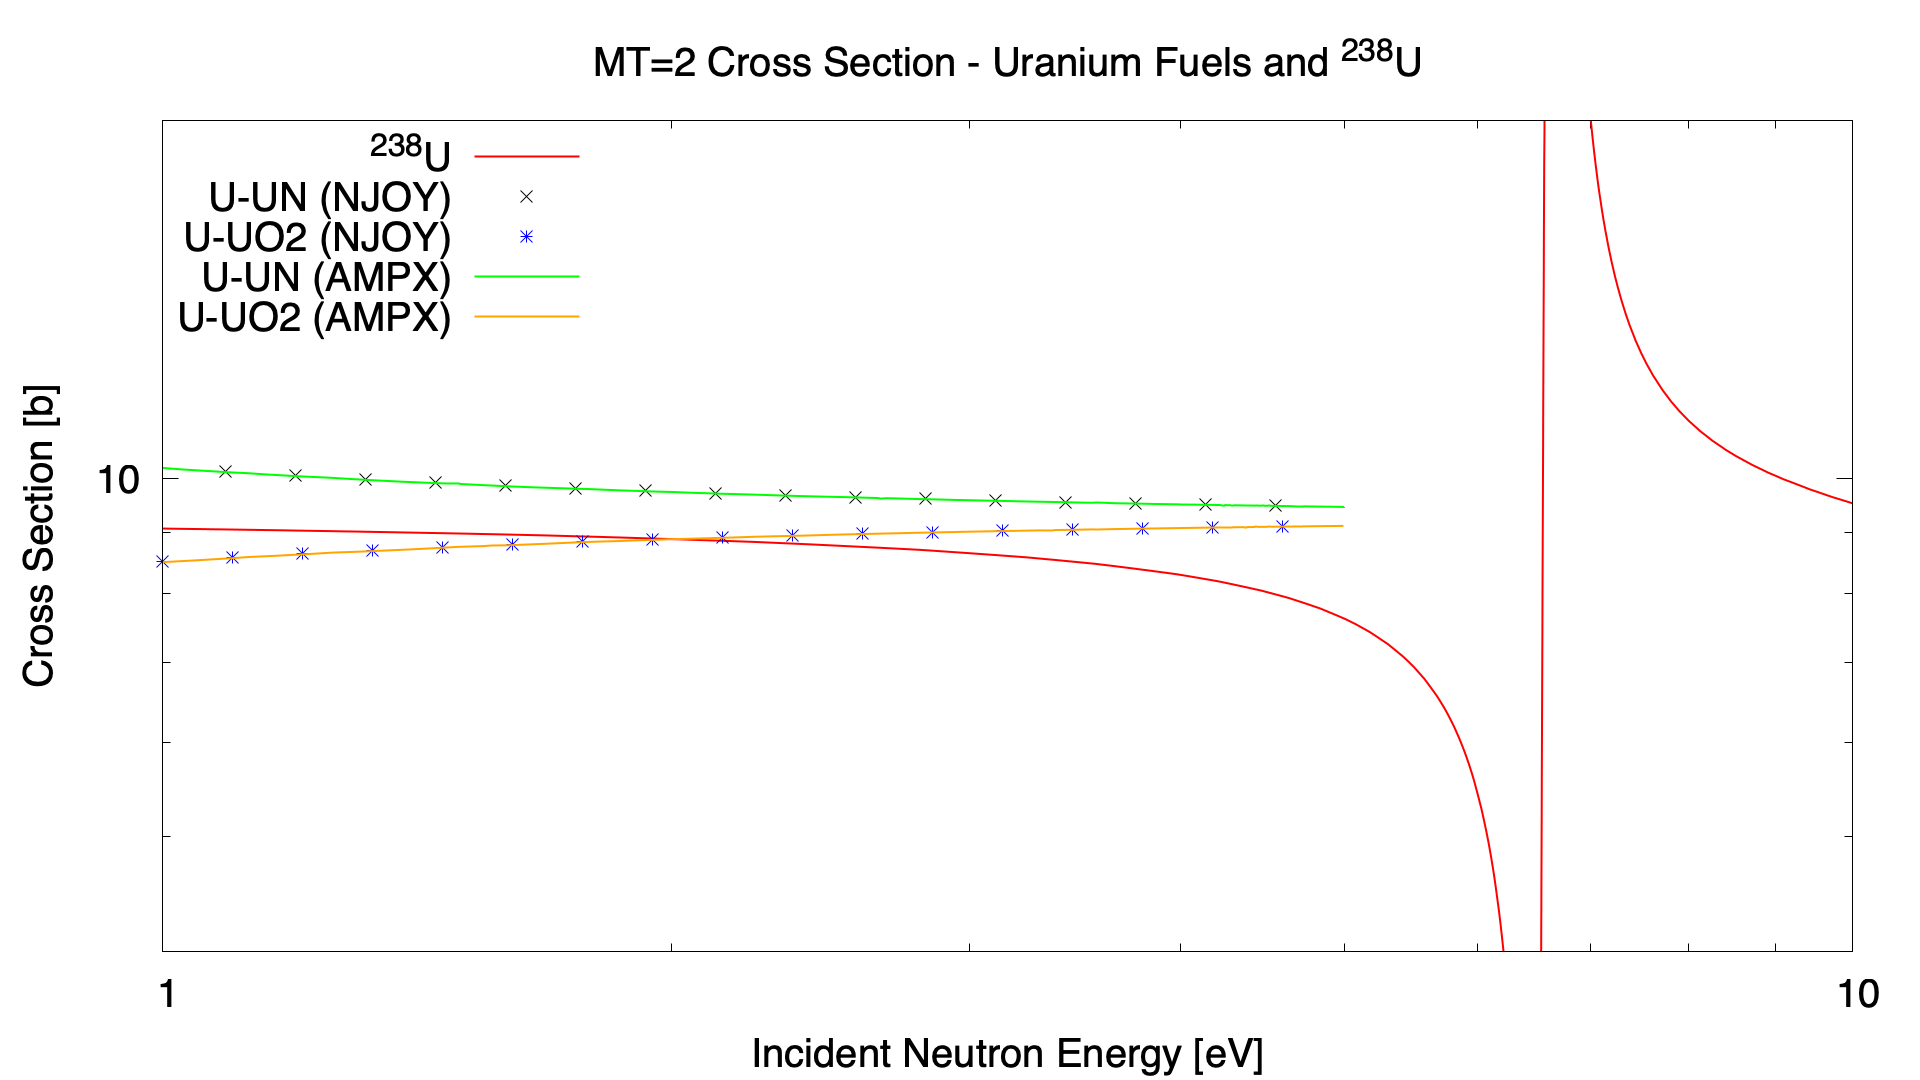 MT=2 Cross Section - Uranium Fuels and ²³⁸U
²³⁸U
U-UN (NJOY)
U-UO2 (NJOY)
U-UN (AMPX)
U-UO2 (AMPX)
Cross Section [b]
10
1
10
Incident Neutron Energy [eV]